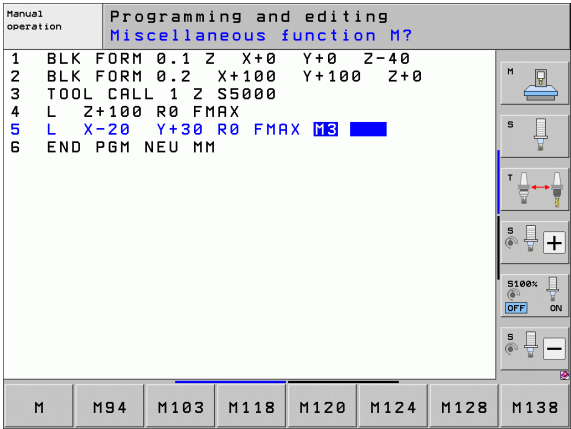 Manual
operation
Programming and editing
Miscellaneous function M?
1 BLK FORM 0.1 Z X+0 Y+0 Z-40
2 BLK FORM 0.2 X+100 Y+100 Z+0
3 TOOL CALL 1 Z S5000
4 L Z+100 R0 FMAX
5 L X-20 Y+30 R0 FMAX M3
6 END PGM NEU MM
M
S
T
S
+
S100%
OFF ON
S
-
M M94 M103 M118 M120 M124 M128 M138